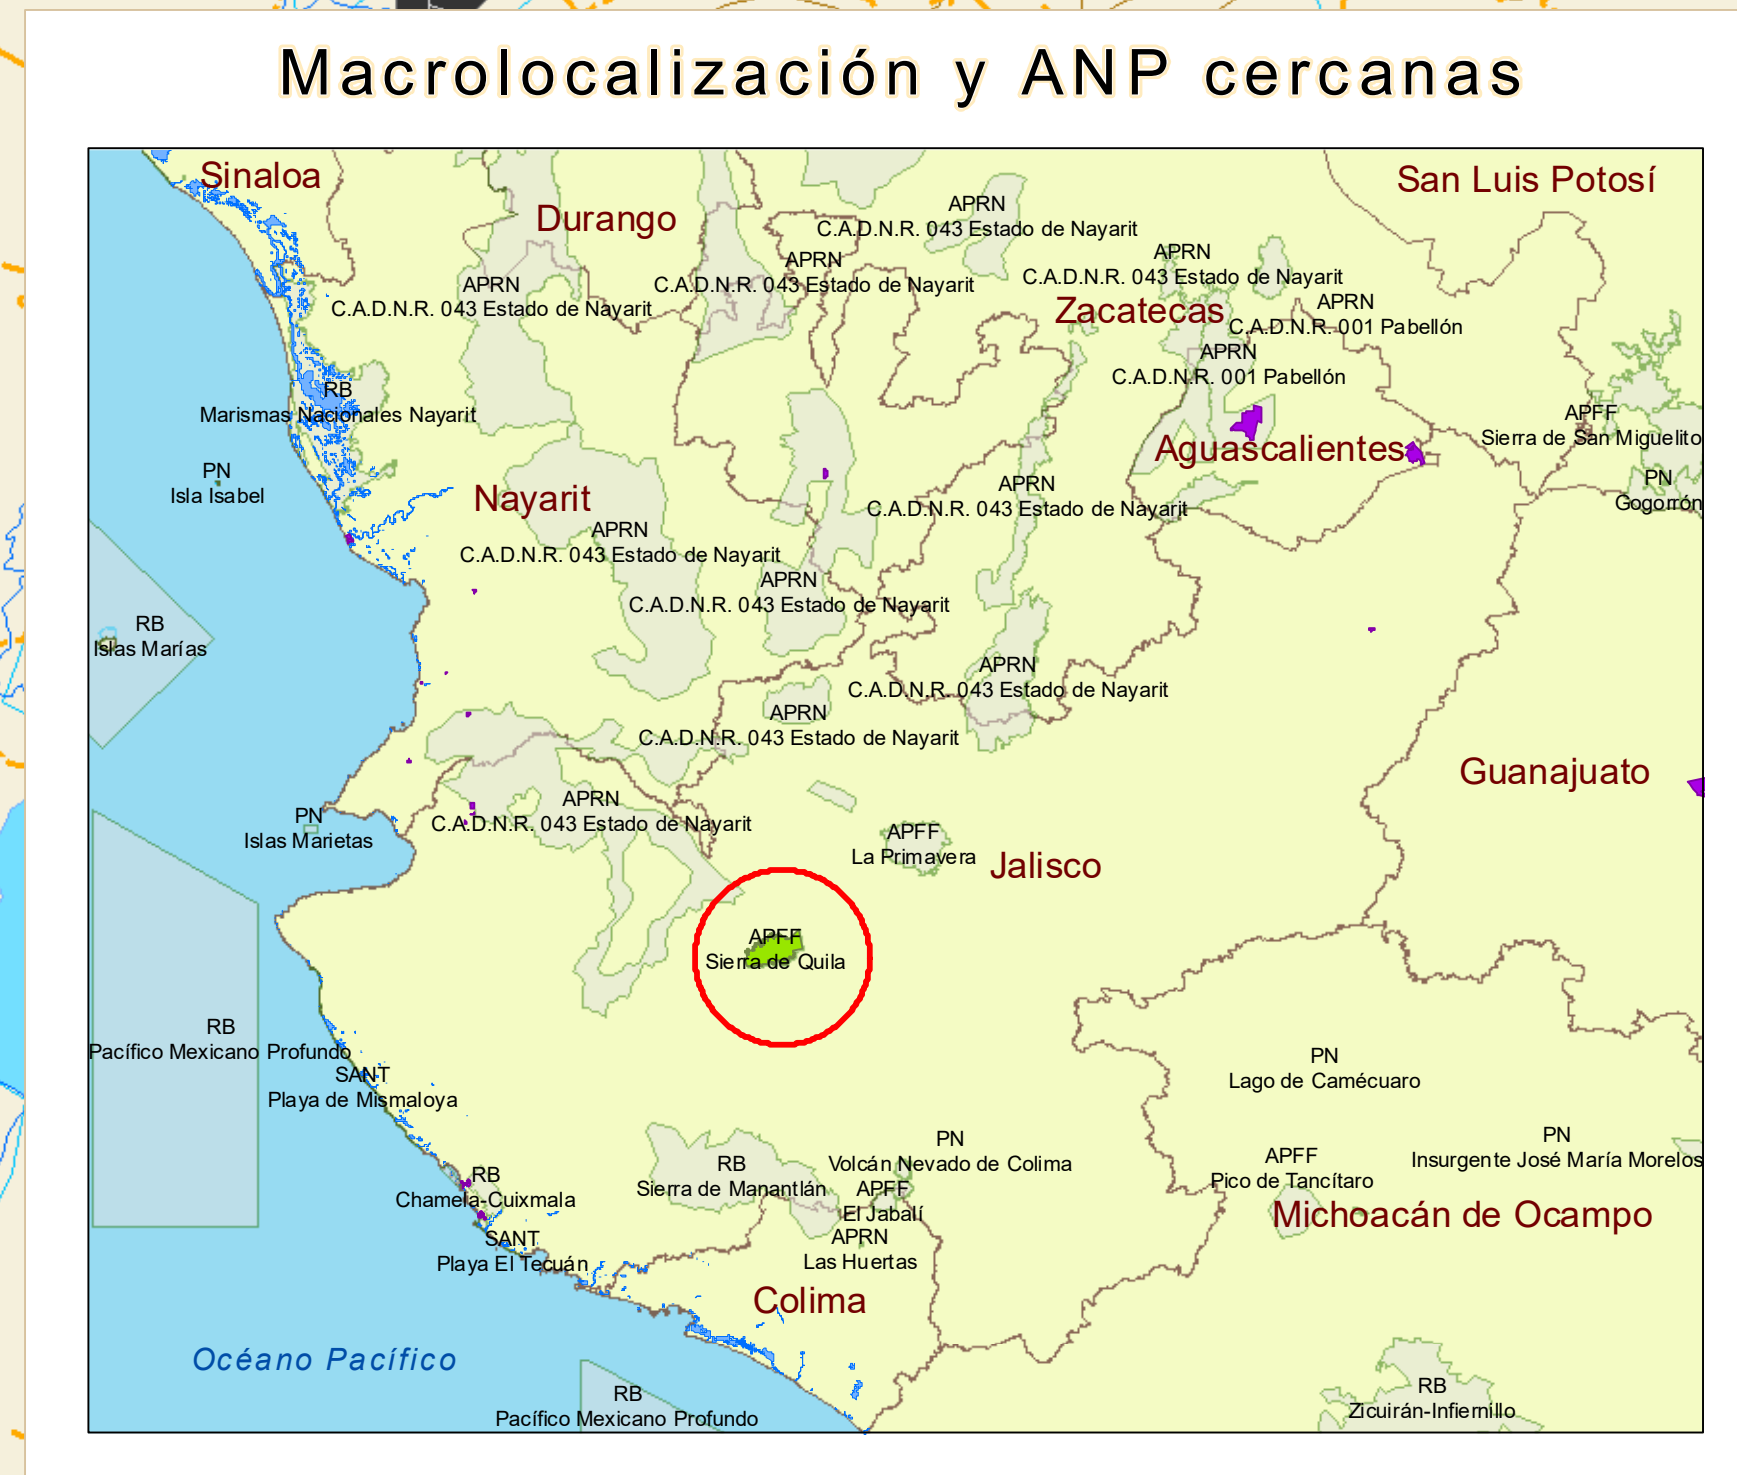 Macrolocalización y ANP cercanas
Sinaloa
San Luis Potosí
Durango
APRN
C.A.D.N.R. 043 Estado de Nayarit
APRN
C.A.D.N.R. 043 Estado de Nayarit
APRN
C.A.D.N.R. 043 Estado de Nayarit
APRN
C.A.D.N.R. 043 Estado de Nayarit
Zacatecas
APRN
C.A.D.N.R. 001 Pabellón
APRN
C.A.D.N.R. 001 Pabellón
RB
Marismas Nacionales Nayarit
APFF
Sierra de San Miguelito
Aguascalientes
PN
Isla Isabel
PN
Gogorrón
Nayarit
APRN
C.A.D.N.R. 043 Estado de Nayarit
APRN
C.A.D.N.R. 043 Estado de Nayarit
APRN
C.A.D.N.R. 043 Estado de Nayarit
RB
Islas Marías
APRN
C.A.D.N.R. 043 Estado de Nayarit
APRN
C.A.D.N.R. 043 Estado de Nayarit
Guanajuato
APRN
C.A.D.N.R. 043 Estado de Nayarit
PN
Islas Marietas
APFF
La Primavera
Jalisco
APFF
Sierra de Quila
RB
Pacífico Mexicano Profundo
SANT
Playa de Mismaloya
PN
Lago de Camécuaro
PN
Volcán Nevado de Colima
PN
Insurgente José María Morelos
RB
Sierra de Manantlán
APFF
Pico de Tancítaro
RB
Chamela-Cuixmala
APFF
El Jabalí
Michoacán de Ocampo
SANT
Playa El Tecuán
APRN
Las Huertas
Colima
Océano Pacífico
RB
Pacífico Mexicano Profundo
RB
Zicuirán-Infiernillo